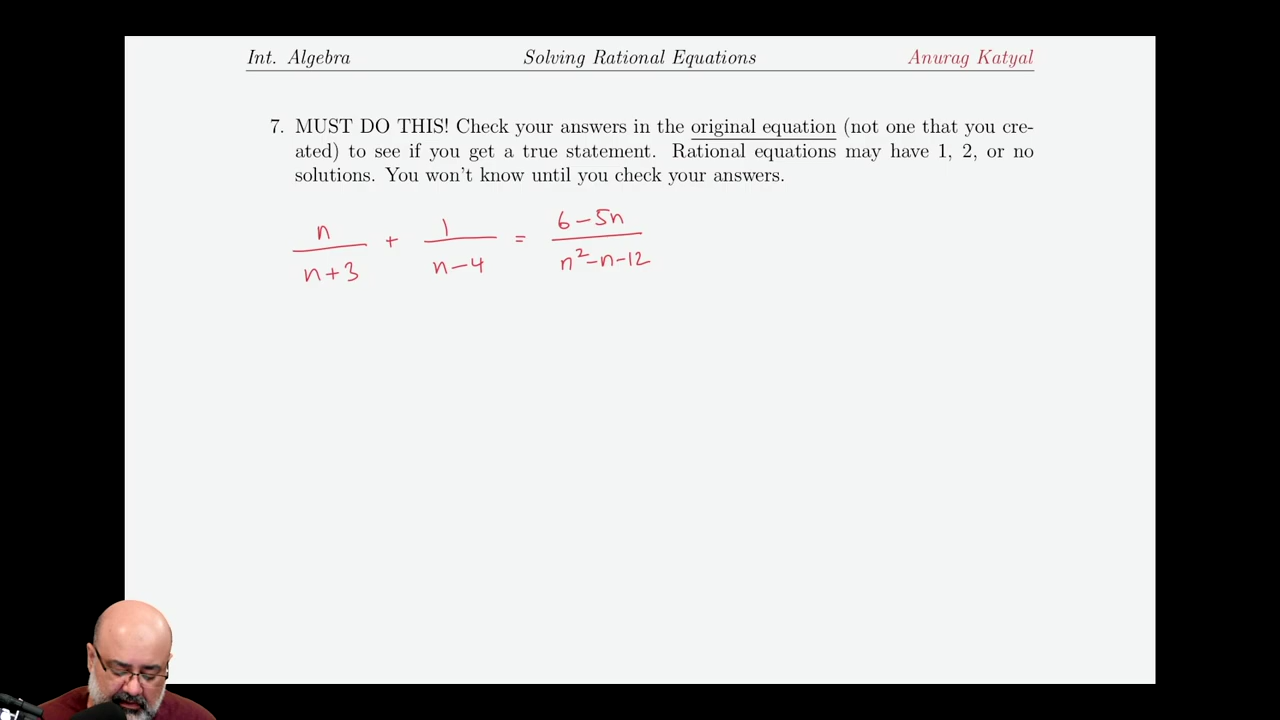 Int. Algebra Solving Rational Equations Anurag Katyal
7. MUST DO THIS! Check your answers in the original equation (not one that you cre-
ated) to see if you get a true statement. Rational equations may have 1, 2, or no
solutions. You won't know until you check your answers.
n/(n+3) + 1/(n-4) = (6-5n)/(n²-n-12)